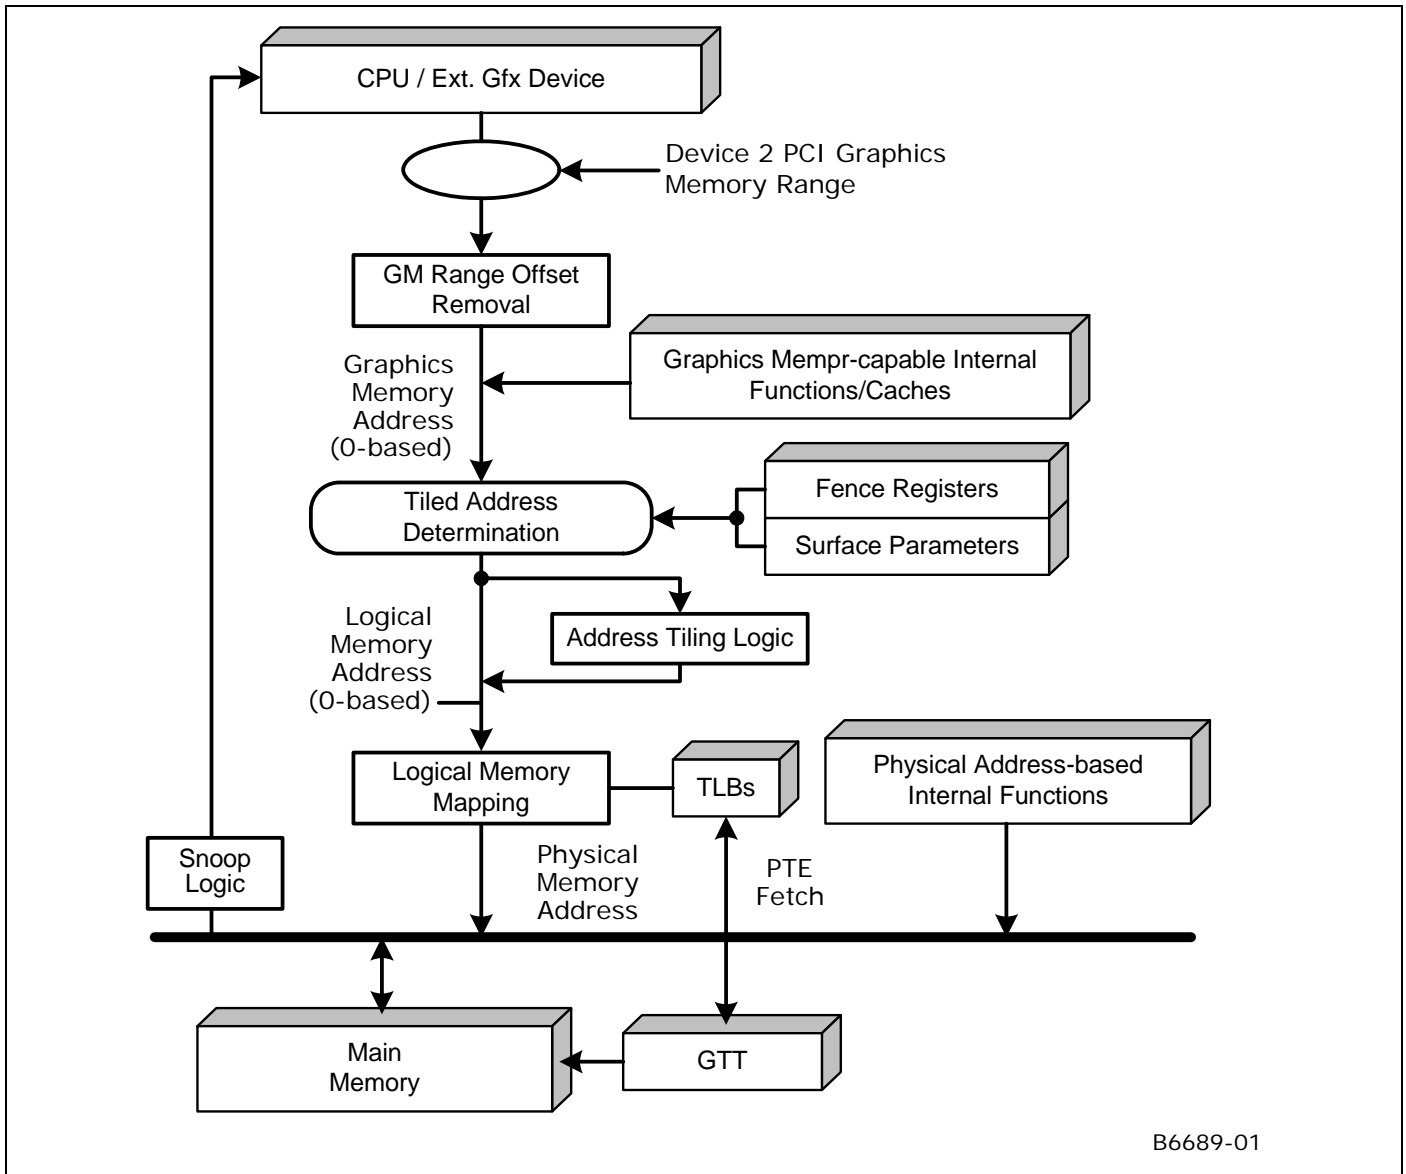 CPU / Ext. Gfx Device
Device 2 PCI Graphics
Memory Range
GM Range Offset
Removal
Graphics
Memory
Address
(0-based)
Graphics Mempr-capable Internal
Functions/Caches
Tiled Address
Determination
Fence Registers
Surface Parameters
Logical
Memory
Address
(0-based)
Address Tiling Logic
Logical Memory
Mapping
TLBs
Physical Address-based
Internal Functions
Snoop
Logic
Physical
Memory
Address
PTE
Fetch
Main
Memory
GTT
B6689-01